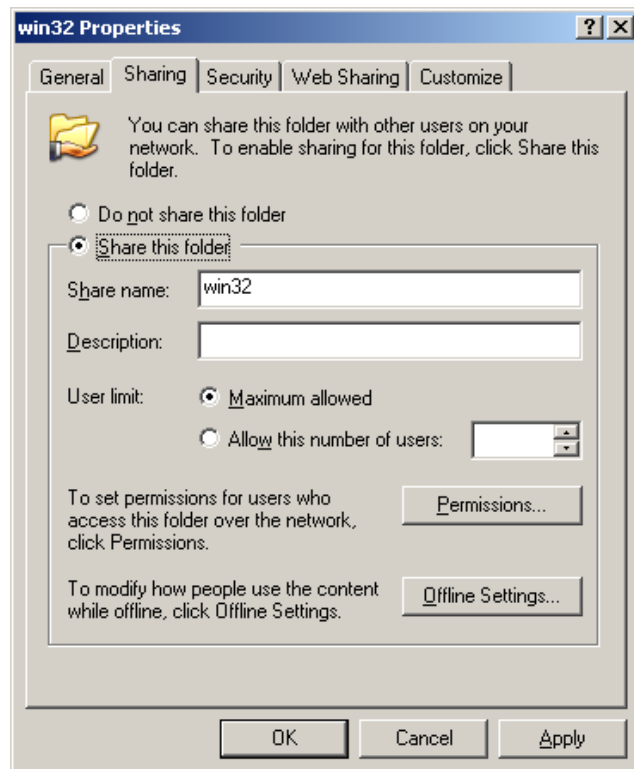 win32 Properties
General Sharing Security Web Sharing Customize
You can share this folder with other users on your
network. To enable sharing for this folder, click Share this
folder.
Do not share this folder
Share this folder
Share name: win32
Description:
User limit: Maximum allowed
Allow this number of users:
To set permissions for users who
access this folder over the network,
click Permissions.
Permissions...
To modify how people use the content
while offline, click Offline Settings.
Offline Settings...
OK Cancel Apply